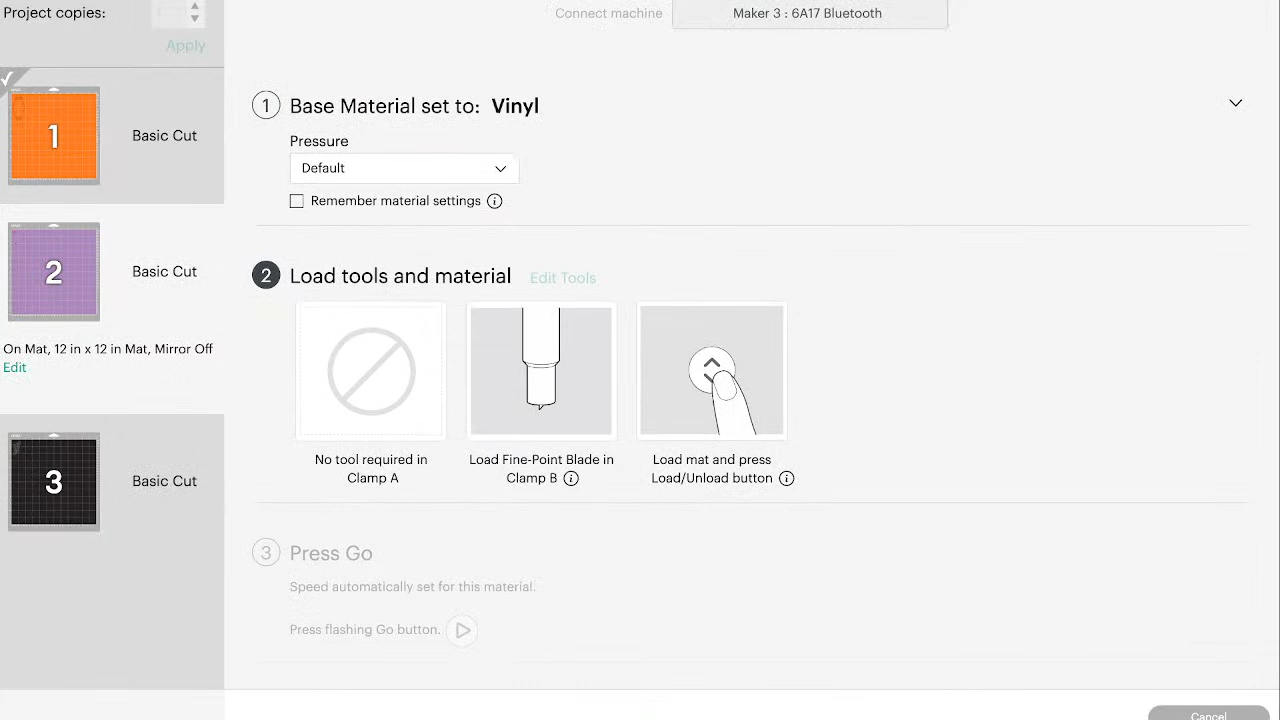 Project copies:
Apply
Connect machine
Maker 3 : 6A17 Bluetooth
1
Basic Cut
2
Basic Cut
On Mat, 12 in x 12 in Mat, Mirror Off
Edit
3
Basic Cut
1 Base Material set to: Vinyl
Pressure
Default
Remember material settings
2 Load tools and material Edit Tools
No tool required in
Clamp A
Load Fine-Point Blade in
Clamp B
Load mat and press
Load/Unload button
3 Press Go
Speed automatically set for this material.
Press flashing Go button.
Cancel